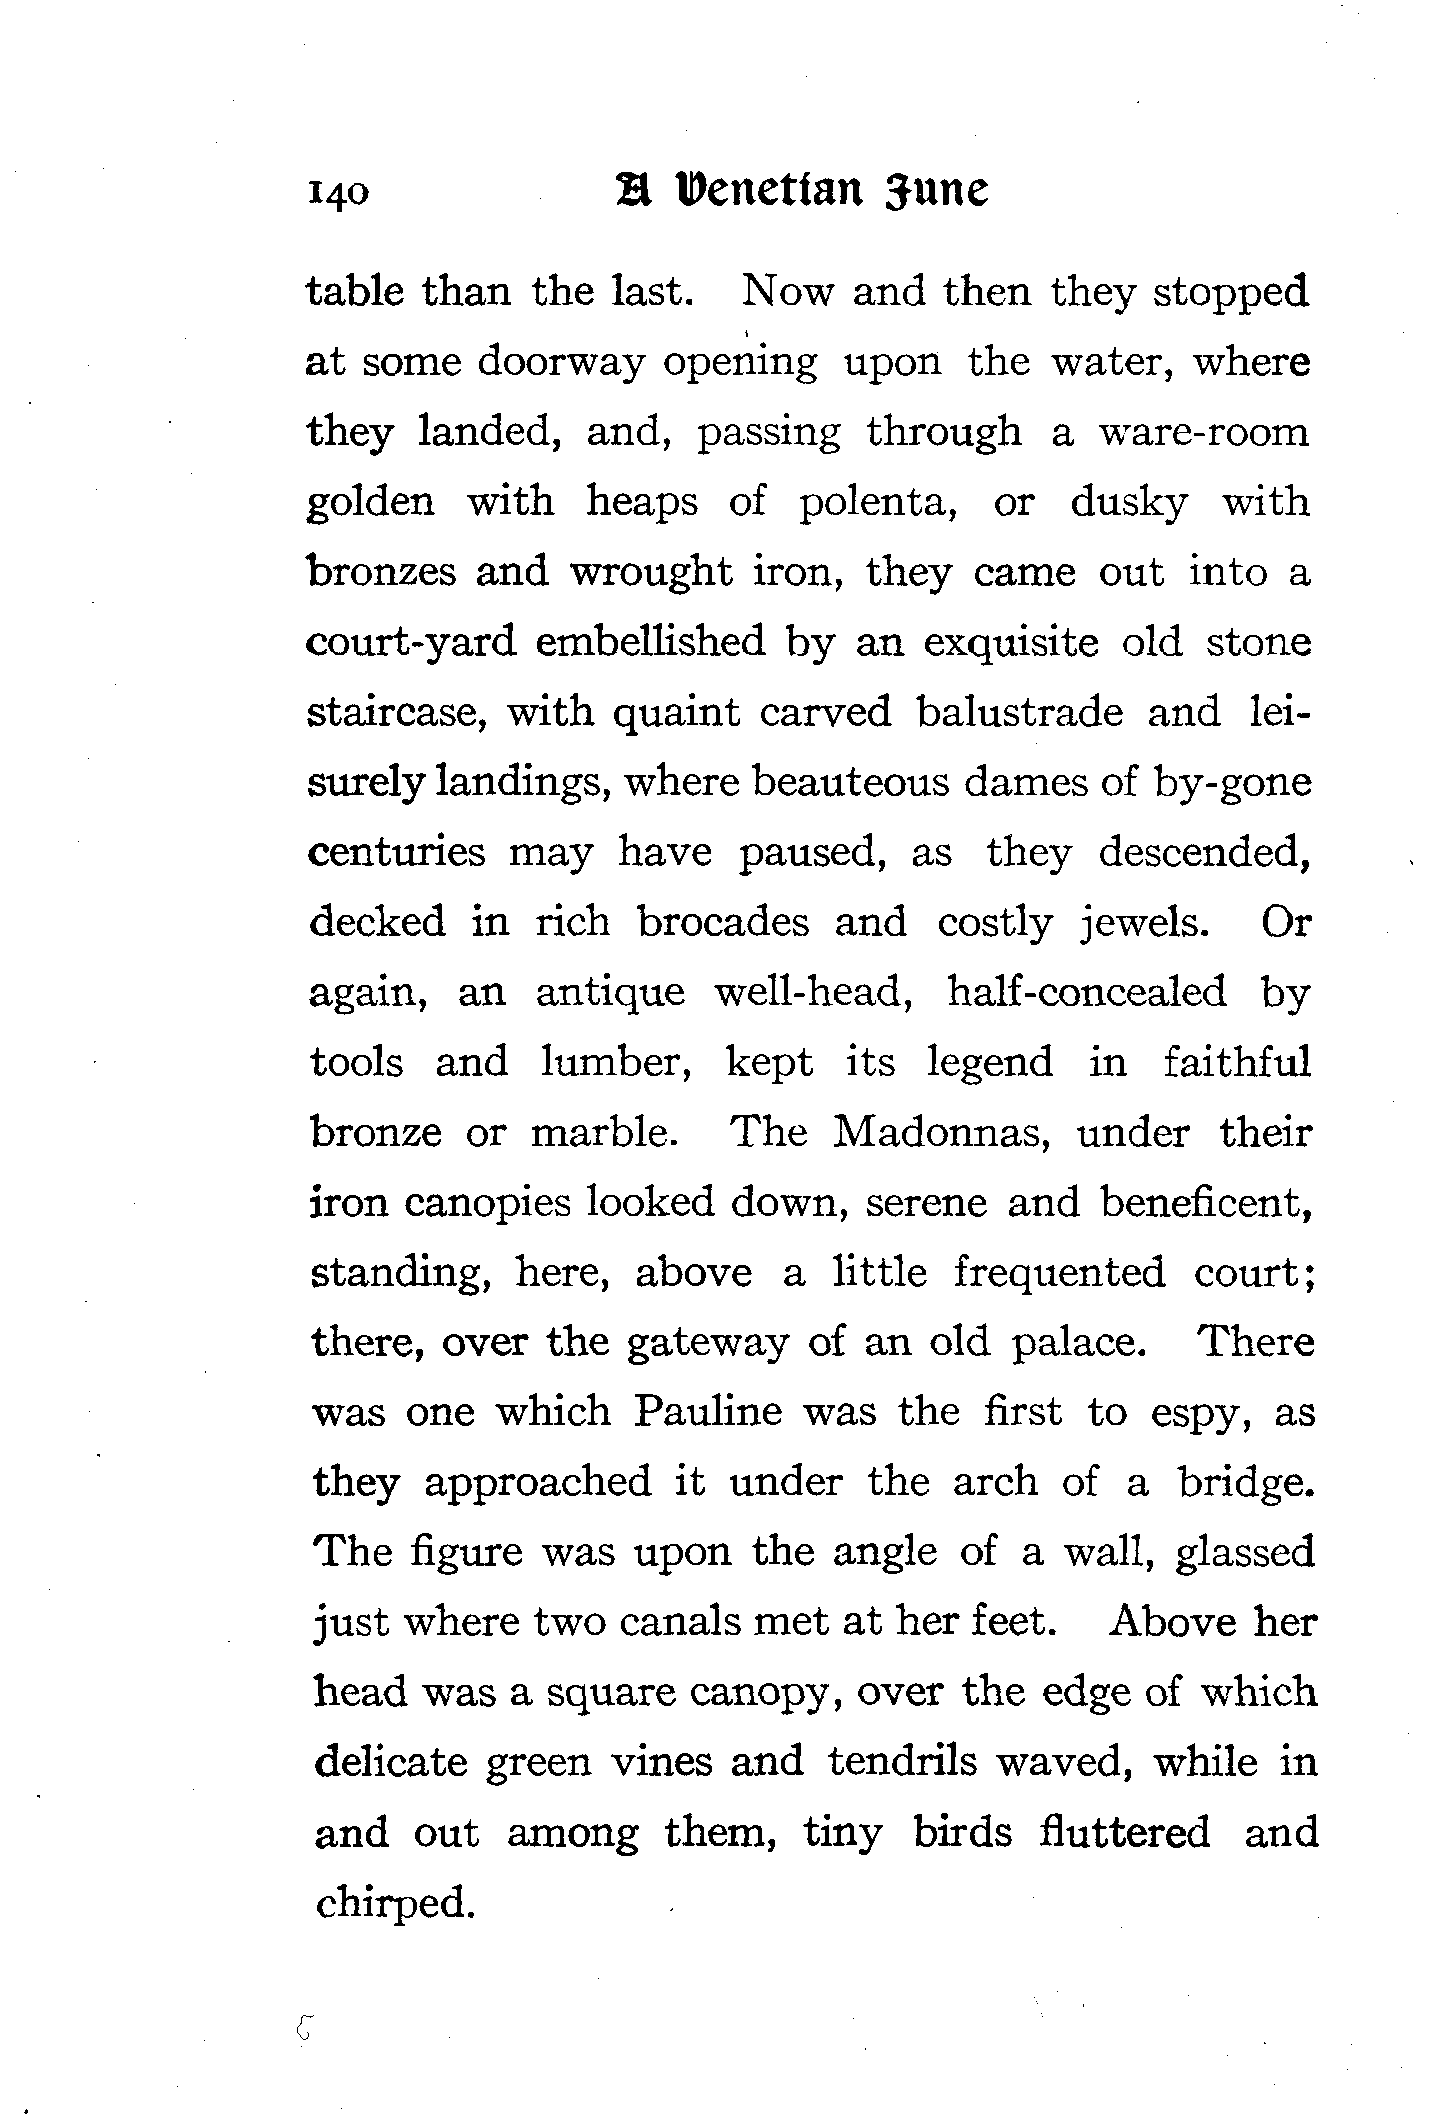 140 A Venetian June
table than the last. Now and then they stopped
at some doorway opening upon the water, where
they landed, and, passing through a ware-room
golden with heaps of polenta, or dusky with
bronzes and wrought iron, they came out into a
court-yard embellished by an exquisite old stone
staircase, with quaint carved balustrade and lei-
surely landings, where beauteous dames of by-gone
centuries may have paused, as they descended,
decked in rich brocades and costly jewels. Or
again, an antique well-head, half-concealed by
tools and lumber, kept its legend in faithful
bronze or marble. The Madonnas, under their
iron canopies looked down, serene and beneficent,
standing, here, above a little frequented court;
there, over the gateway of an old palace. There
was one which Pauline was the first to espy, as
they approached it under the arch of a bridge.
The figure was upon the angle of a wall, glassed
just where two canals met at her feet. Above her
head was a square canopy, over the edge of which
delicate green vines and tendrils waved, while in
and out among them, tiny birds fluttered and
chirped.